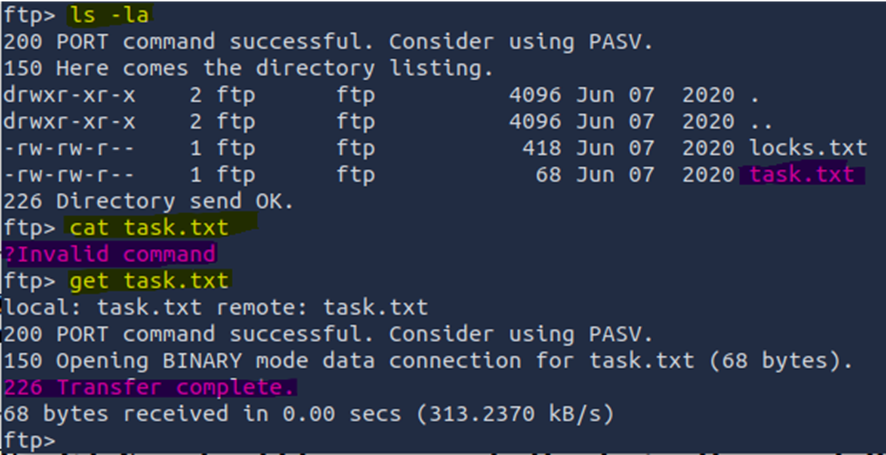 ftp> ls -la
200 PORT command successful. Consider using PASV.
150 Here comes the directory listing.
drwxr-xr-x    2 ftp      ftp          4096 Jun 07  2020 .
drwxr-xr-x    2 ftp      ftp          4096 Jun 07  2020 ..
-rw-rw-r--    1 ftp      ftp           418 Jun 07  2020 locks.txt
-rw-rw-r--    1 ftp      ftp            68 Jun 07  2020 task.txt
226 Directory send OK.
ftp> cat task.txt
?Invalid command
ftp> get task.txt
local: task.txt remote: task.txt
200 PORT command successful. Consider using PASV.
150 Opening BINARY mode data connection for task.txt (68 bytes).
226 Transfer complete.
68 bytes received in 0.00 secs (313.2370 kB/s)
ftp>